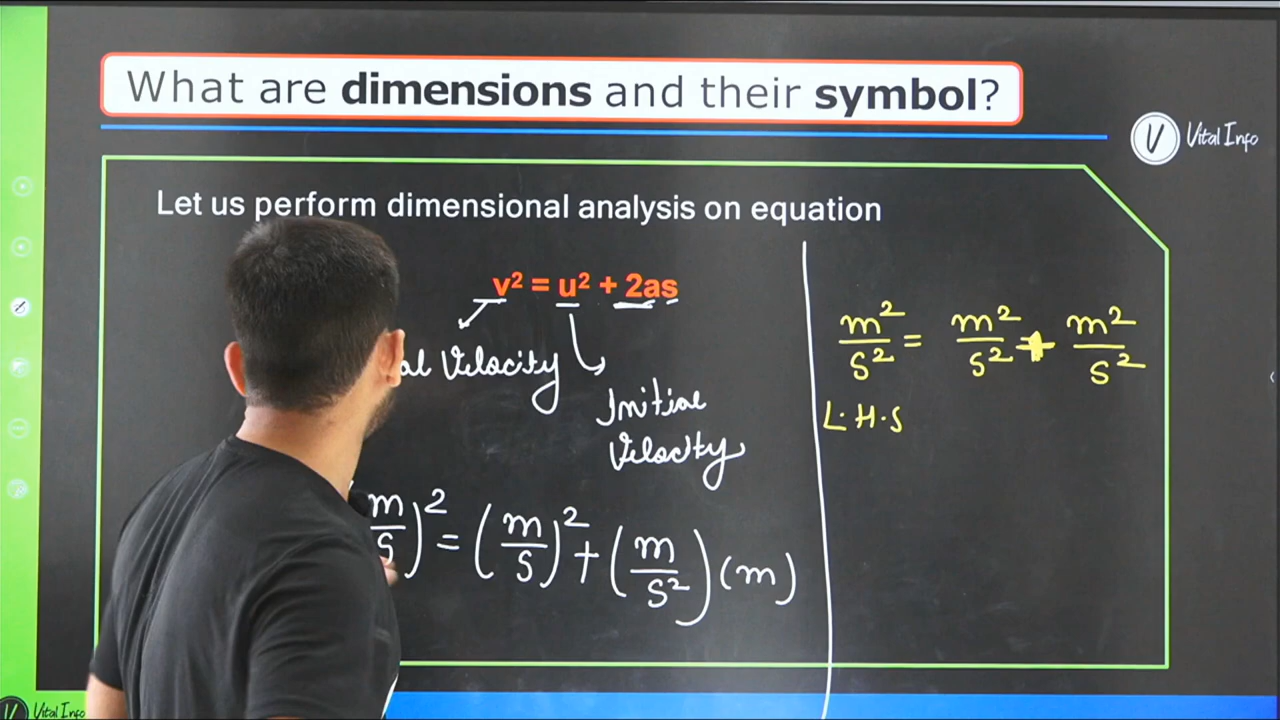 What are dimensions and their symbol?
V Vital Info
Let us perform dimensional analysis on equation
v² = u² + 2as
al Velocity
Initial
Velocity
m/s)² = (m/s)² + (m/s²)(m)
m²/s² = m²/s² + m²/s²
L.H.S
V Vital Info